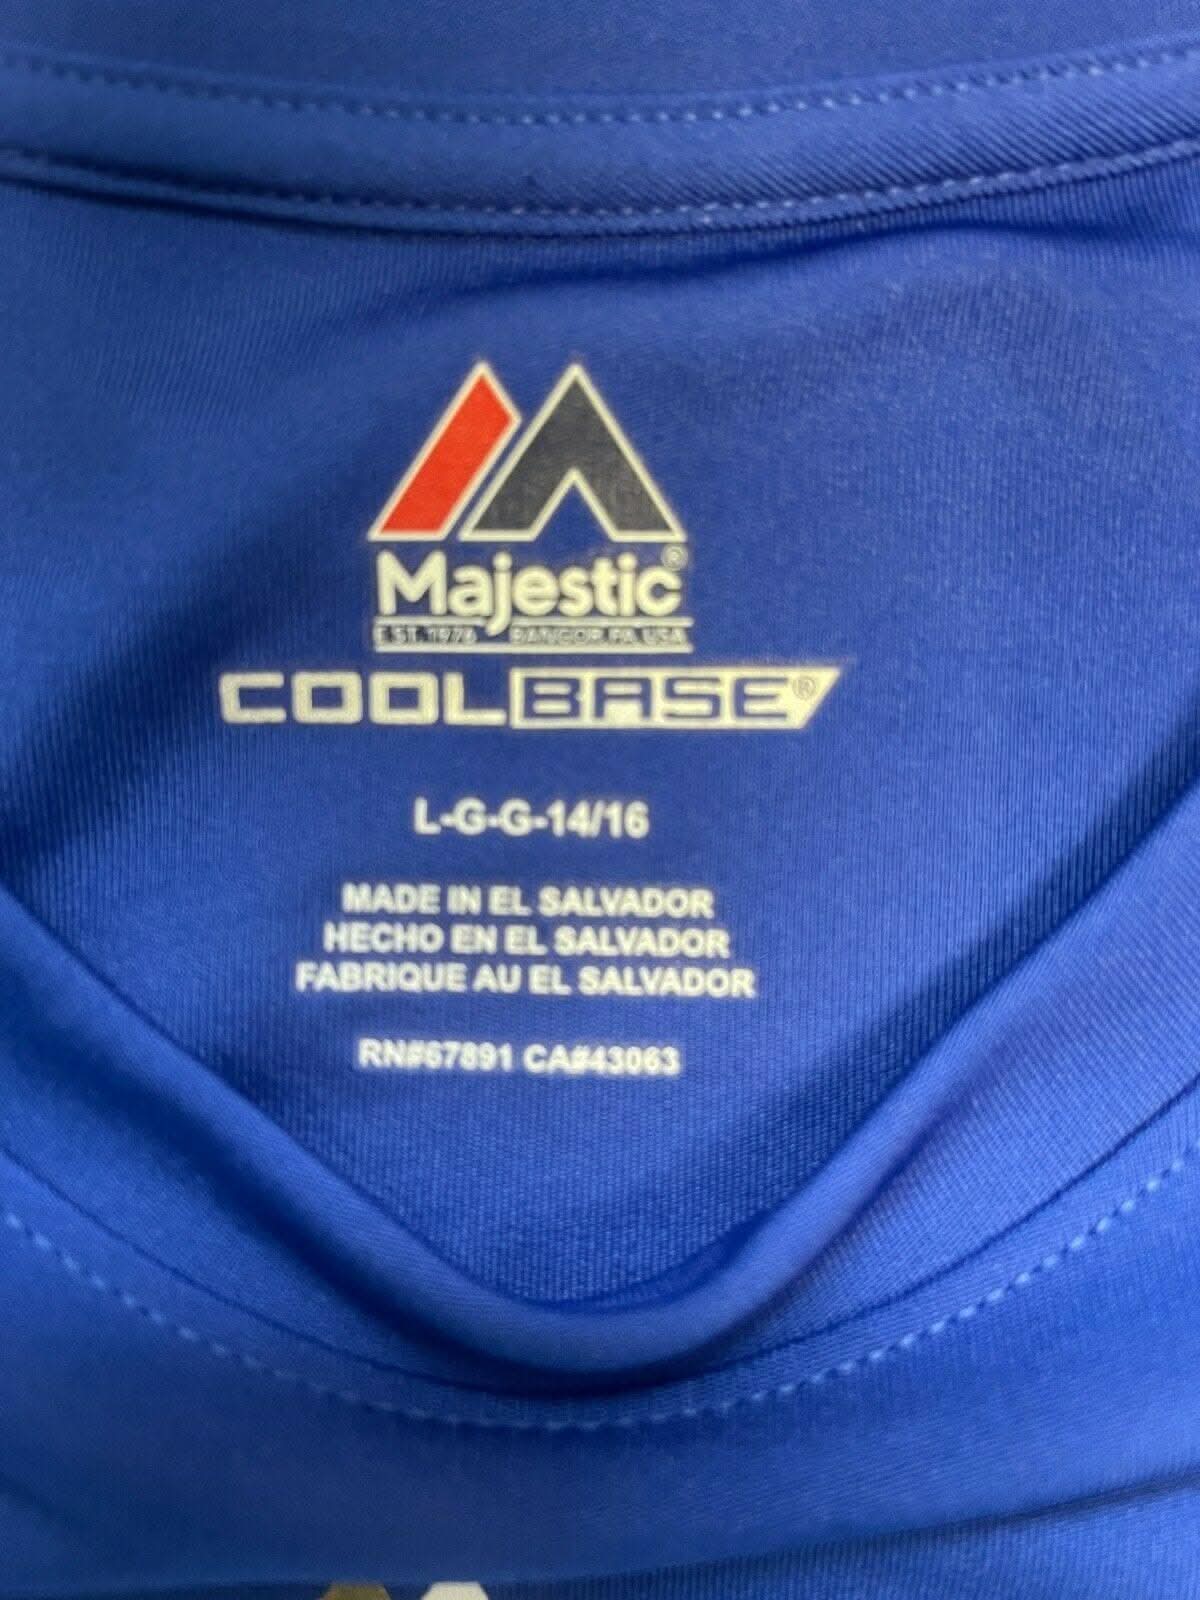 Majestic®
EST. 1976 BANGOR, PA, USA
COOLBASE®
L-G-G-14/16
MADE IN EL SALVADOR
HECHO EN EL SALVADOR
FABRIQUE AU EL SALVADOR
RN#67891 CA#43063